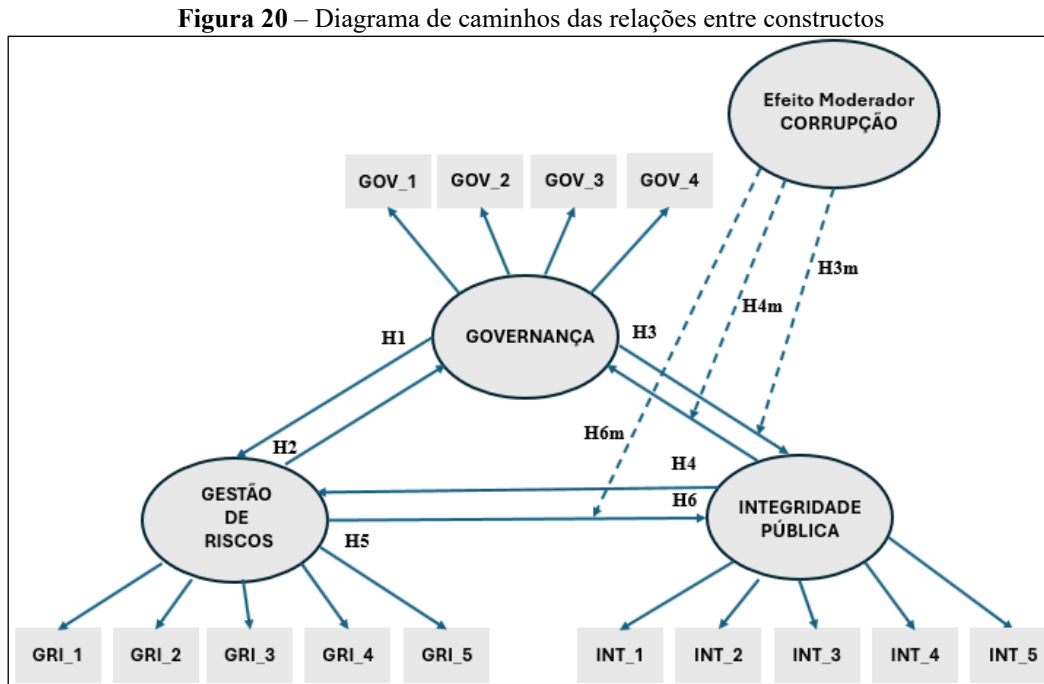 Figura 20 – Diagrama de caminhos das relações entre constructos
Efeito Moderador
CORRUPÇÃO
GOV_1
GOV_2
GOV_3
GOV_4
H3m
H4m
H1
GOVERNANÇA
H3
H6m
H2
H4
GESTÃO
DE
RISCOS
H6
INTEGRIDADE
PÚBLICA
H5
GRI_1
GRI_2
GRI_3
GRI_4
GRI_5
INT_1
INT_2
INT_3
INT_4
INT_5